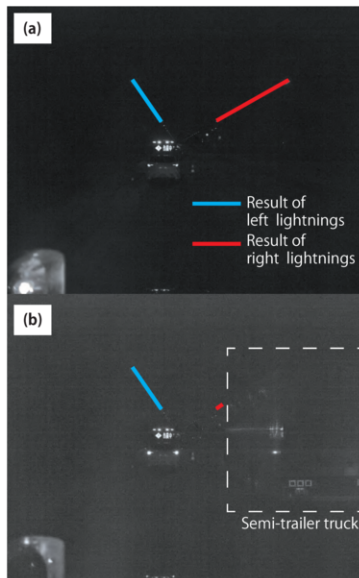 (a)
Result of
left lightnings
Result of
right lightnings
(b)
Semi-trailer truck